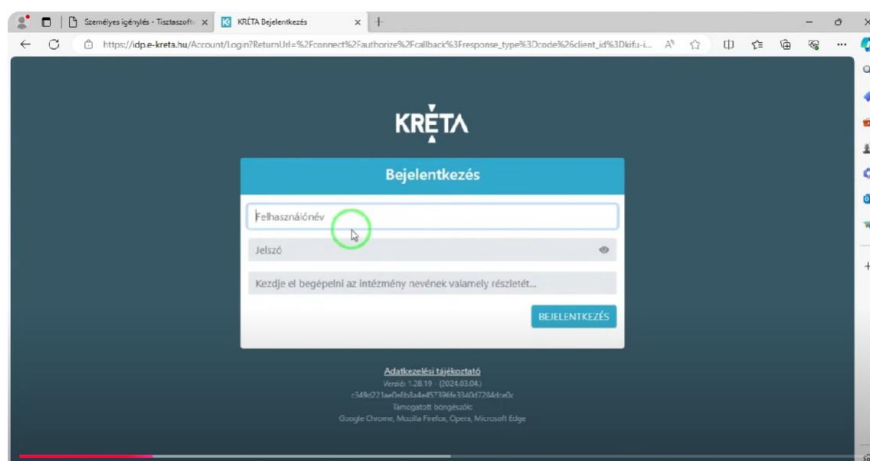 Személyes igénylés - Tisztaszoftv
KRÉTA Bejelentkezés
https://idp.e-kreta.hu/Account/Login?ReturnUrl=%2Fconnect%2Fauthorize%2Fcallback%3Fresponse_type%3Dcode%26client_id%3Dkifu-i...
KRÉTA
Bejelentkezés
Felhasználónév
Jelszó
Kezdje el begépelni az intézmény nevének valamely részletét...
BEJELENTKEZÉS
Adatkezelési tájékoztató
Verzió: 1.28.19 - (2024.03.04.)
Támogatott böngészők:
Google Chrome, Mozilla Firefox, Opera, Microsoft Edge